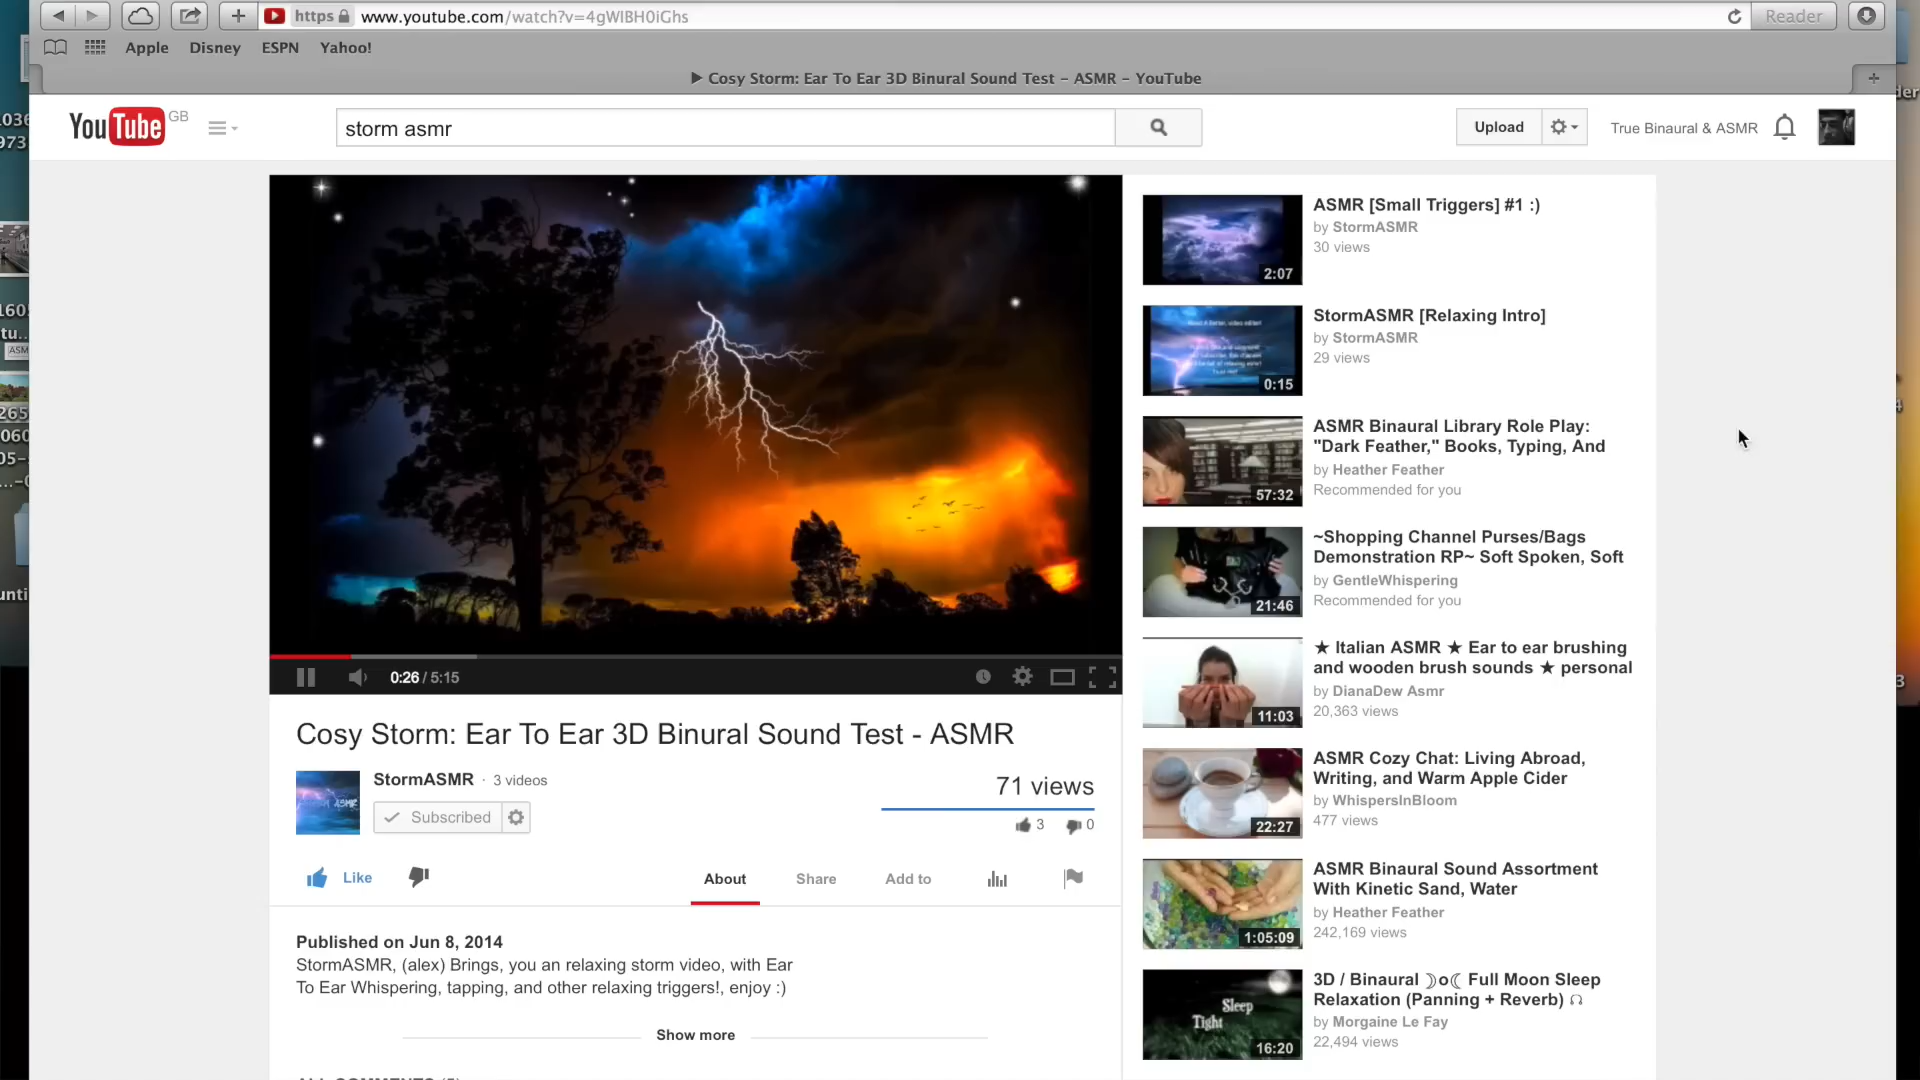 https www.youtube.com/watch?v=4gWlBH0iGhs
Reader
Apple Disney ESPN Yahoo!
▶ Cosy Storm: Ear To Ear 3D Binural Sound Test – ASMR – YouTube
YouTube GB
storm asmr
Upload
True Binaural & ASMR
0:26 / 5:15
Cosy Storm: Ear To Ear 3D Binural Sound Test - ASMR
StormASMR · 3 videos
Subscribed
71 views
3 0
Like
About Share Add to
Published on Jun 8, 2014
StormASMR, (alex) Brings, you an relaxing storm video, with Ear
To Ear Whispering, tapping, and other relaxing triggers!, enjoy :)
Show more
ASMR [Small Triggers] #1 :)
by StormASMR
30 views
2:07
StormASMR [Relaxing Intro]
by StormASMR
29 views
0:15
ASMR Binaural Library Role Play:
"Dark Feather," Books, Typing, And
by Heather Feather
Recommended for you
57:32
~Shopping Channel Purses/Bags
Demonstration RP~ Soft Spoken, Soft
by GentleWhispering
Recommended for you
21:46
★ Italian ASMR ★ Ear to ear brushing
and wooden brush sounds ★ personal
by DianaDew Asmr
20,363 views
11:03
ASMR Cozy Chat: Living Abroad,
Writing, and Warm Apple Cider
by WhispersInBloom
477 views
22:27
ASMR Binaural Sound Assortment
With Kinetic Sand, Water
by Heather Feather
242,169 views
1:05:09
3D / Binaural ☽o☾ Full Moon Sleep
Relaxation (Panning + Reverb) 🎧
by Morgaine Le Fay
22,494 views
Sleep
Tight
16:20